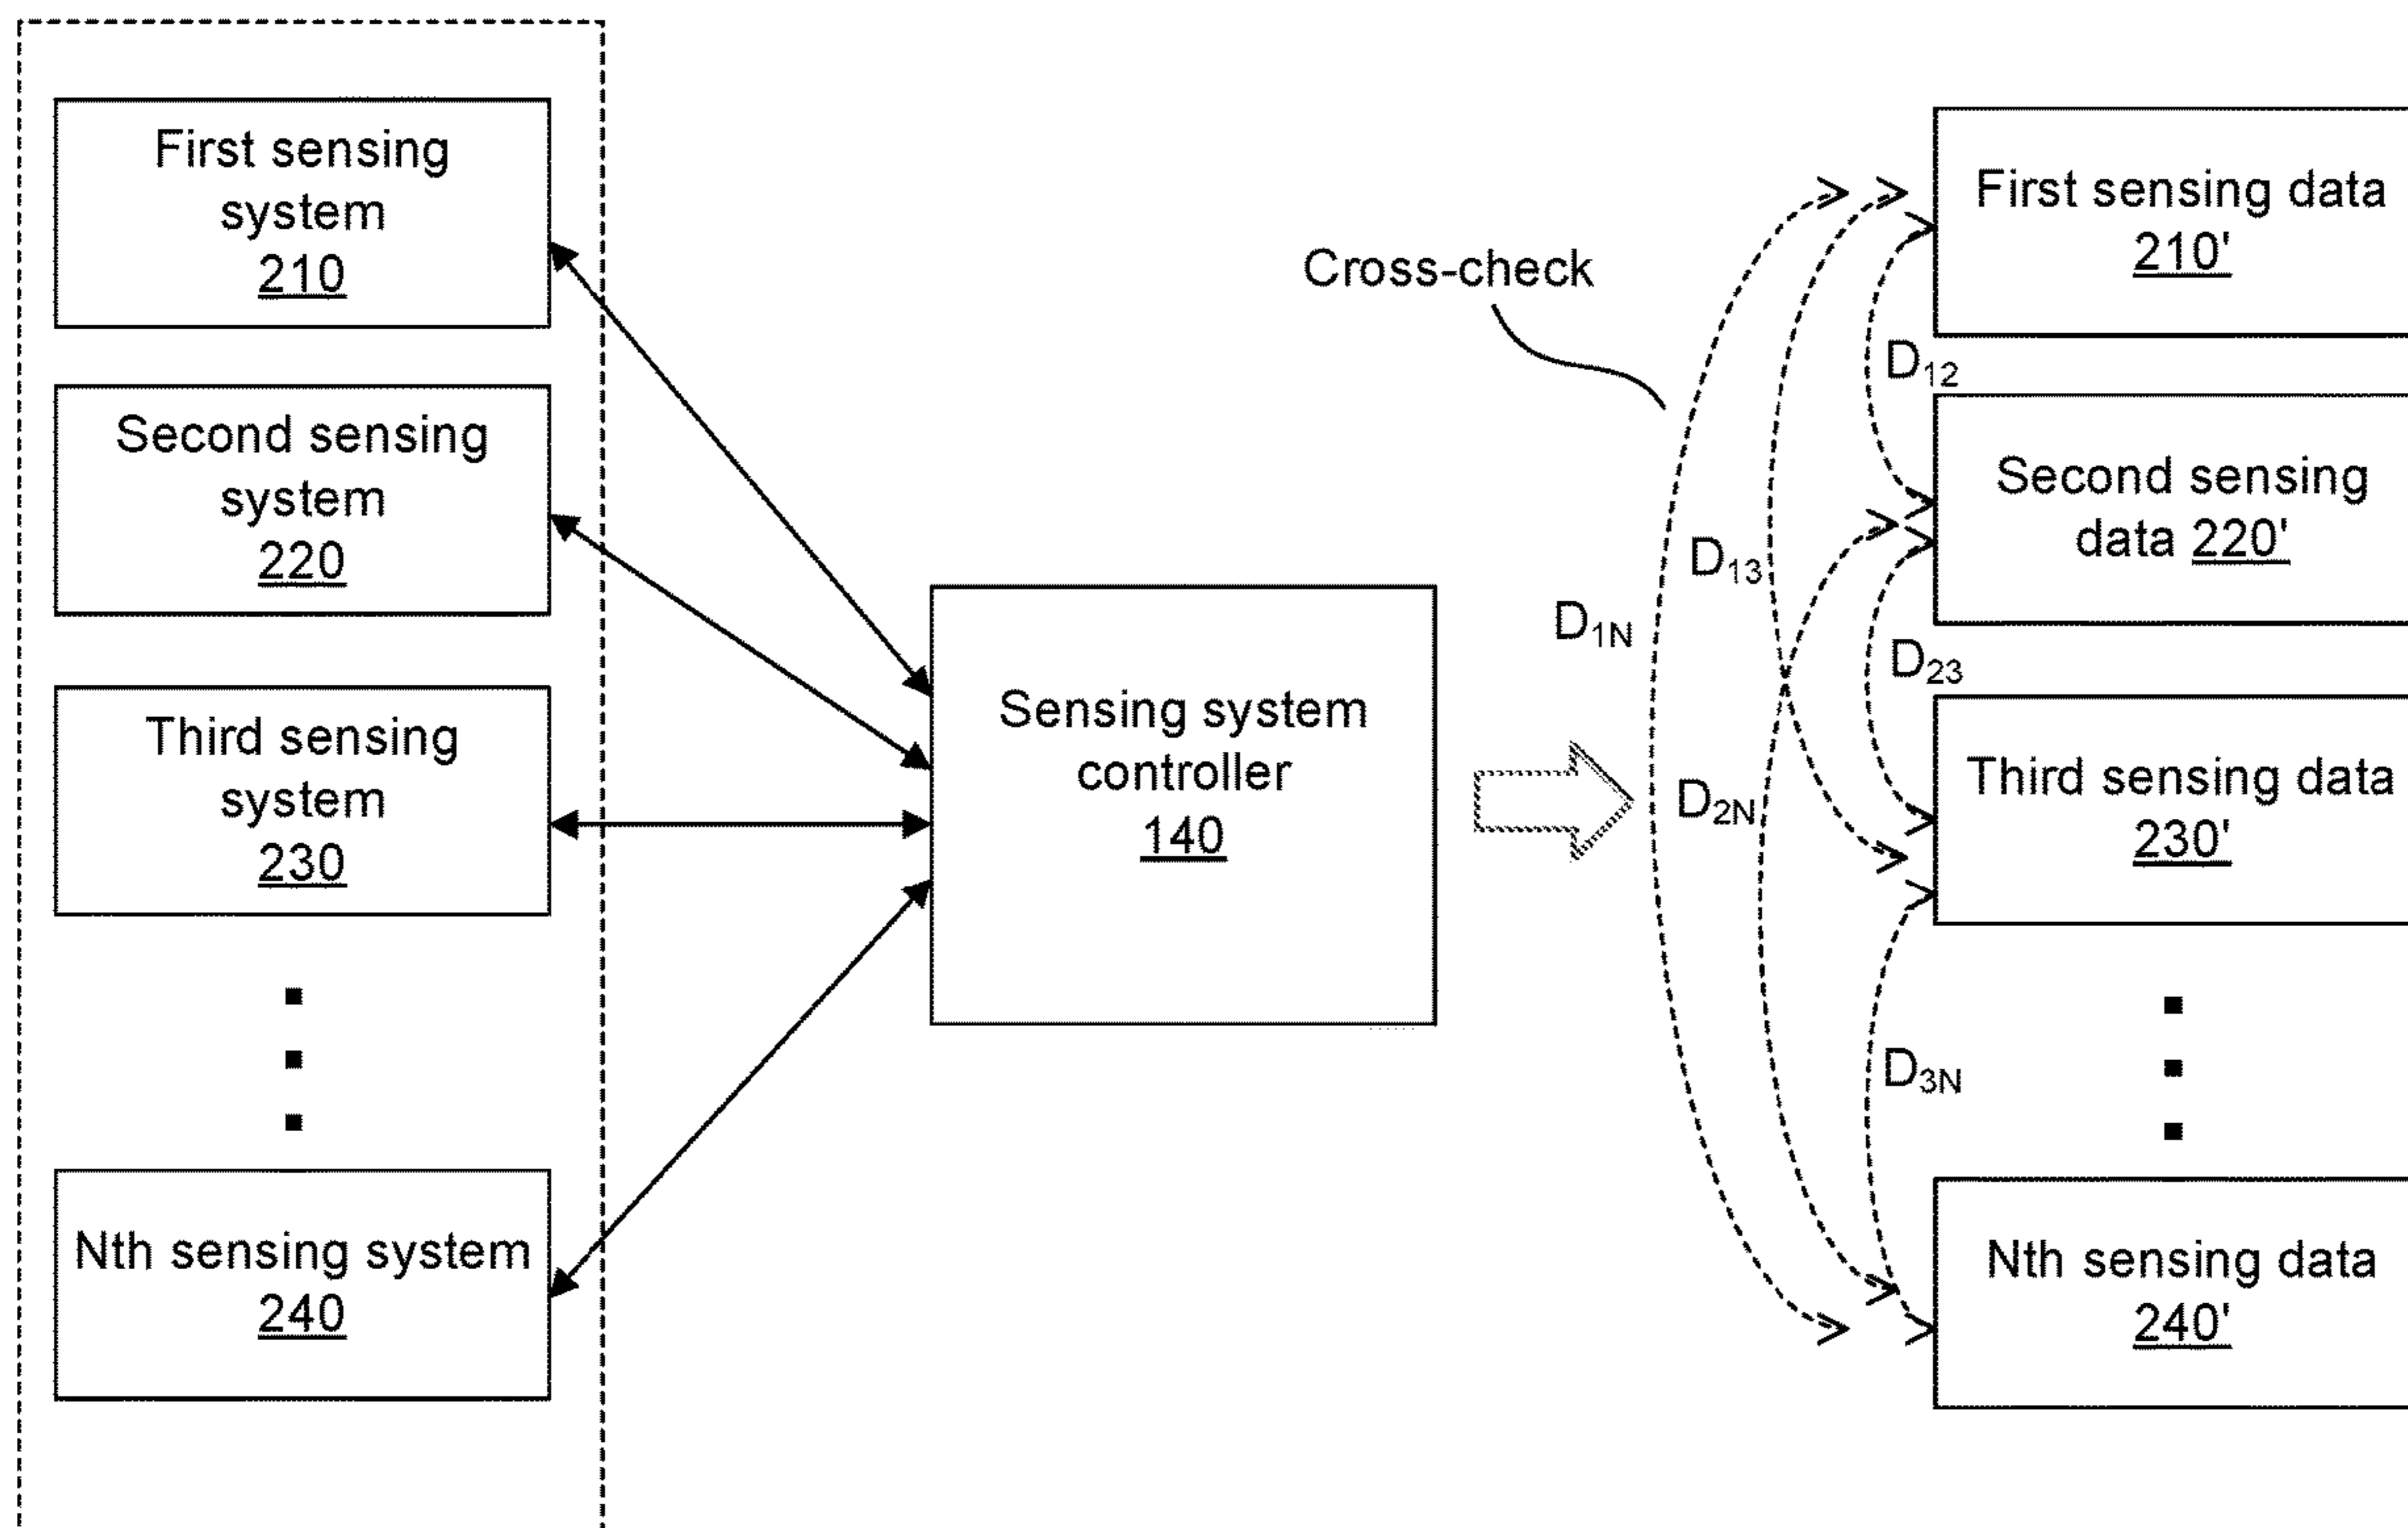 First sensing
system
210
Second sensing
system
220
Third sensing
system
230
Nth sensing system
240
Sensing system
controller
140
Cross-check
D12
D13
D1N
D23
D2N
D3N
First sensing data
210'
Second sensing
data 220'
Third sensing data
230'
Nth sensing data
240'